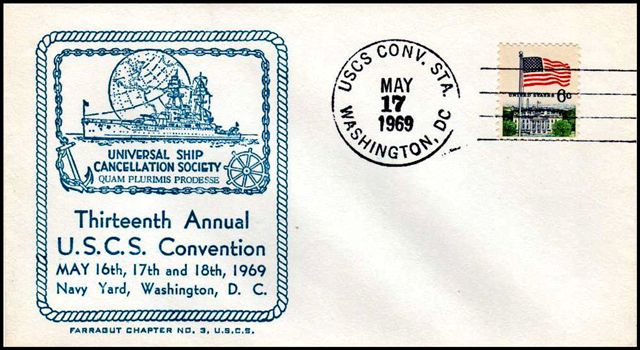 UNIVERSAL SHIP
CANCELLATION SOCIETY
QUAM PLURIMIS PRODESSE
Thirteenth Annual
U.S.C.S. Convention
MAY 16th, 17th and 18th, 1969
Navy Yard, Washington, D. C.
FARRAGUT CHAPTER NO. 3, U.S.C.S.
USCS CONV. STA.
MAY
17
1969
WASHINGTON, DC
UNITED STATES 6c